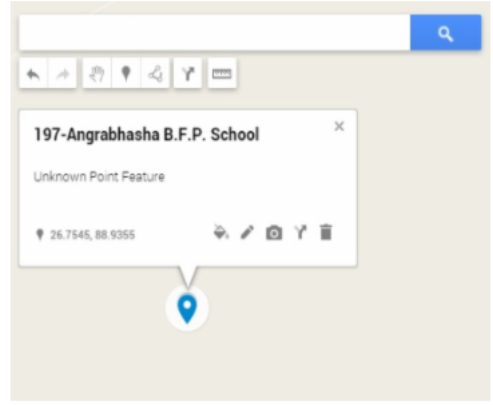 197-Angrabhasha B.F.P. School
Unknown Point Feature
26.7545, 88.9355